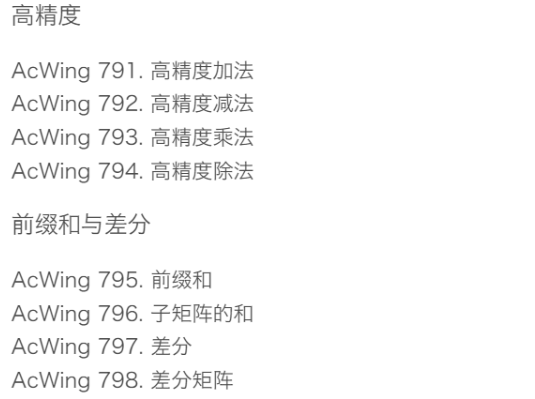 高精度
AcWing 791. 高精度加法
AcWing 792. 高精度减法
AcWing 793. 高精度乘法
AcWing 794. 高精度除法
前缀和与差分
AcWing 795. 前缀和
AcWing 796. 子矩阵的和
AcWing 797. 差分
AcWing 798. 差分矩阵